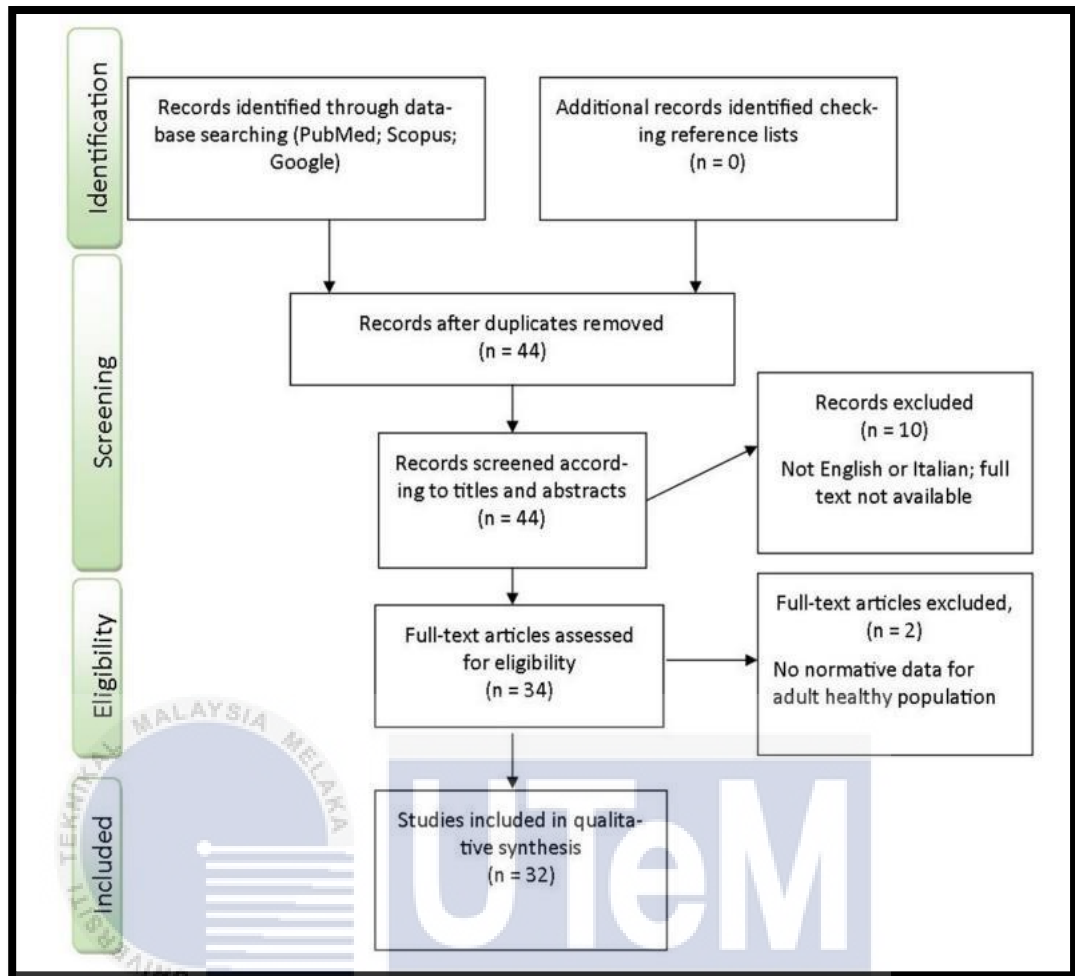 Identification
Records identified through data-
base searching (PubMed; Scopus;
Google)
Additional records identified check-
ing reference lists
(n = 0)
Screening
Records after duplicates removed
(n = 44)
Records screened accord-
ing to titles and abstracts
(n = 44)
Records excluded
(n = 10)
Not English or Italian; full
text not available
Eligibility
Full-text articles assessed
for eligibility
(n = 34)
Full-text articles excluded,
(n = 2)
No normative data for
adult healthy population
Included
Studies included in qualita-
tive synthesis
(n = 32)
UNIVERSITI TEKNIKAL MALAYSIA MELAKA
UTeM